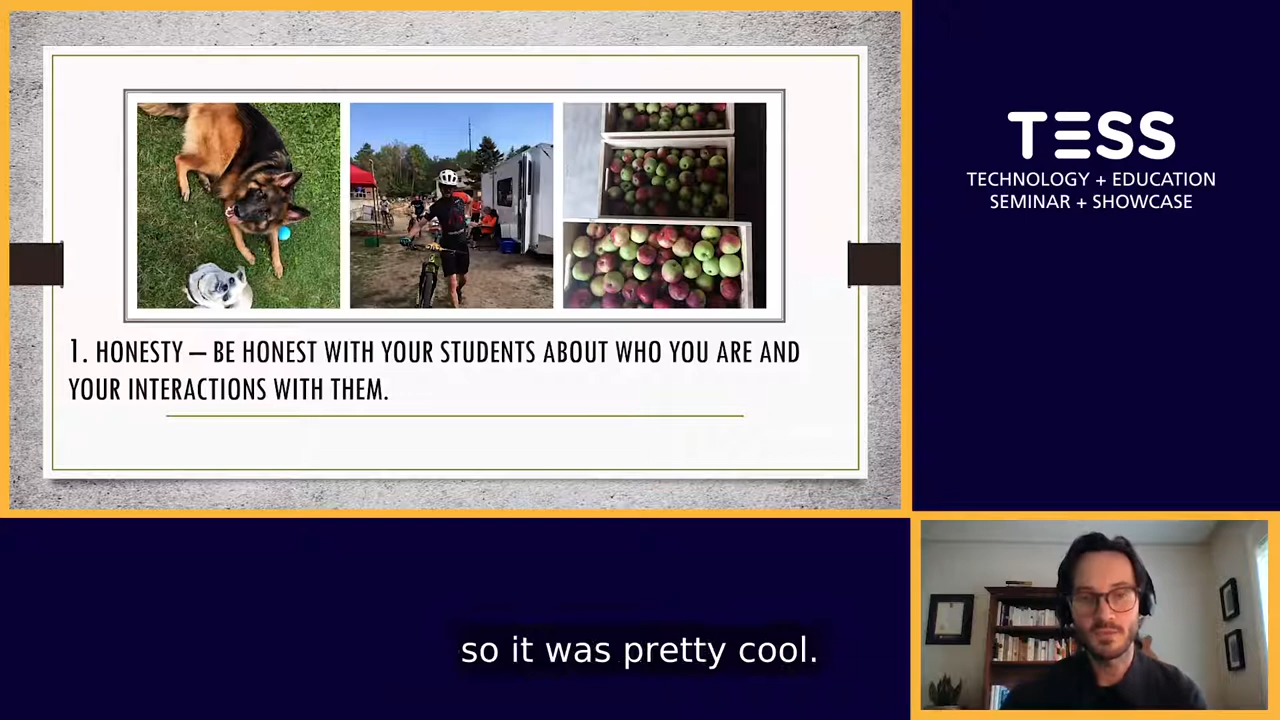 1. HONESTY – BE HONEST WITH YOUR STUDENTS ABOUT WHO YOU ARE AND
YOUR INTERACTIONS WITH THEM.
TESS
TECHNOLOGY + EDUCATION
SEMINAR + SHOWCASE
so it was pretty cool.